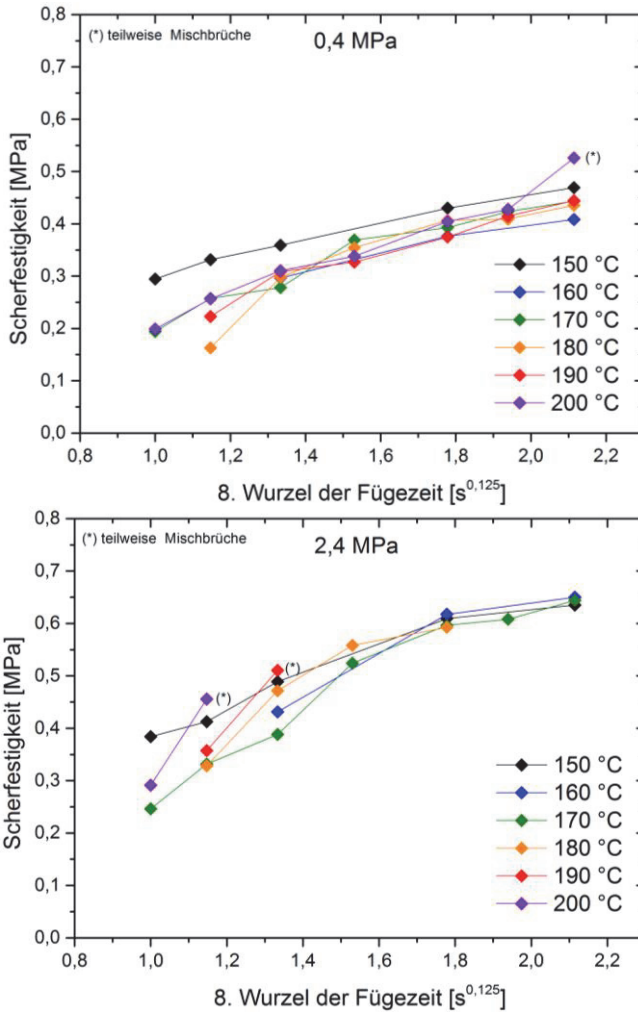 0,8
(*) teilweise Mischbrüche
0,4 MPa
0,7
0,6
0,5
(*)
0,4
0,3
0,2
0,1
0,0
Scherfestigkeit [MPa]
150 °C
160 °C
170 °C
180 °C
190 °C
200 °C
0,8 1,0 1,2 1,4 1,6 1,8 2,0 2,2
8. Wurzel der Fügezeit [s^0,125]
0,8
(*) teilweise Mischbrüche
2,4 MPa
0,7
0,6
0,5
(*)
(*)
0,4
0,3
0,2
0,1
0,0
Scherfestigkeit [MPa]
150 °C
160 °C
170 °C
180 °C
190 °C
200 °C
0,8 1,0 1,2 1,4 1,6 1,8 2,0 2,2
8. Wurzel der Fügezeit [s^0,125]